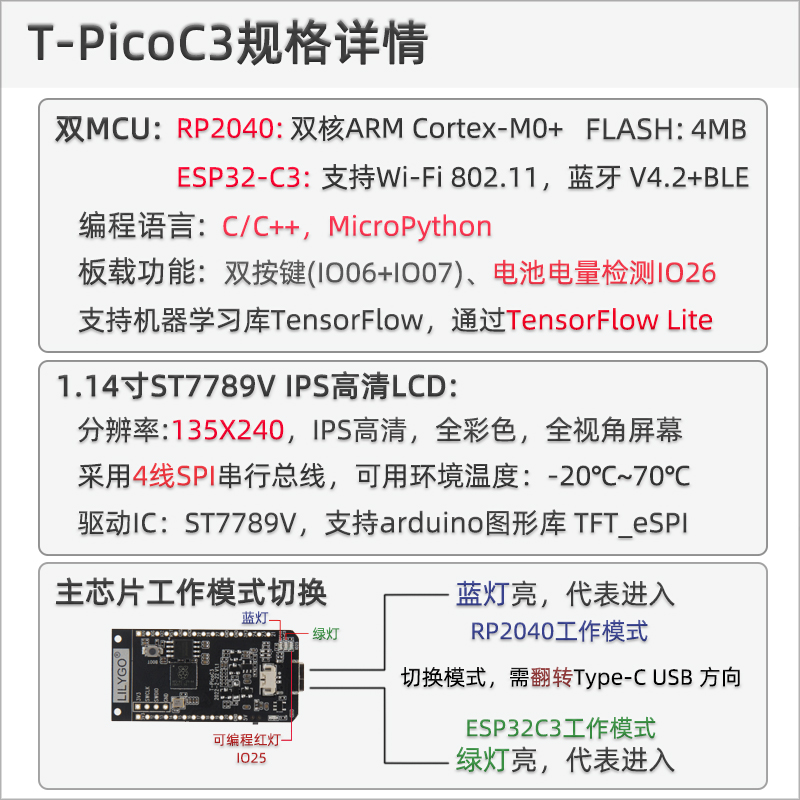 T-PicoC3规格详情
双MCU：RP2040: 双核ARM Cortex-M0+ FLASH: 4MB
ESP32-C3: 支持Wi-Fi 802.11，蓝牙 V4.2+BLE
编程语言：C/C++，MicroPython
板载功能：双按键(IO06+IO07)、电池电量检测IO26
支持机器学习库TensorFlow，通过TensorFlow Lite
1.14寸ST7789V IPS高清LCD：
分辨率:135X240，IPS高清，全彩色，全视角屏幕
采用4线SPI串行总线，可用环境温度：-20℃~70℃
驱动IC：ST7789V，支持arduino图形库 TFT_eSPI
主芯片工作模式切换
蓝灯
绿灯
LILYGO®
可编程红灯
IO25
蓝灯亮，代表进入
RP2040工作模式
切换模式，需翻转Type-C USB 方向
ESP32C3工作模式
绿灯亮，代表进入